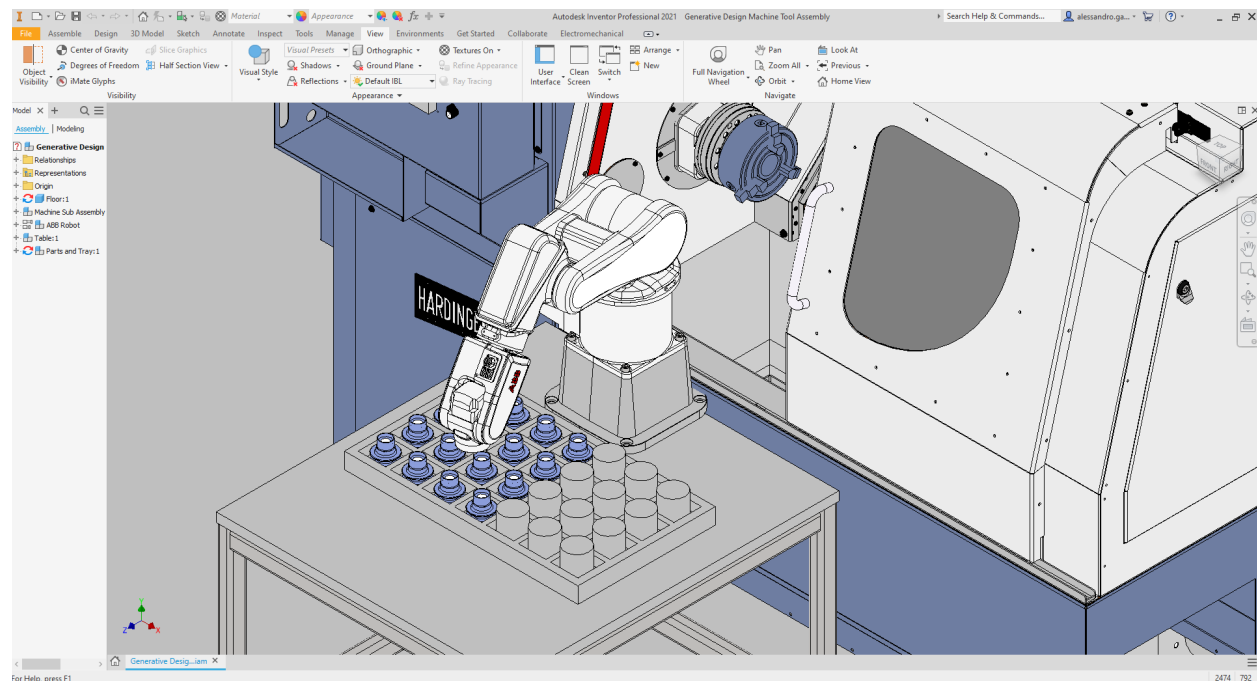 Material
Appearance
Autodesk Inventor Professional 2021 Generative Design Machine Tool Assembly
Search Help & Commands...
alessandro.ga...
File Assemble Design 3D Model Sketch Annotate Inspect Tools Manage View Environments Get Started Collaborate Electromechanical
Object Visibility
Center of Gravity
Degrees of Freedom
iMate Glyphs
Slice Graphics
Half Section View
Visibility
Visual Style
Visual Presets
Shadows
Reflections
Orthographic
Ground Plane
Default IBL
Textures On
Refine Appearance
Ray Tracing
Appearance
User Interface
Clean Screen
Switch
Arrange
New
Windows
Full Navigation Wheel
Pan
Zoom All
Orbit
Look At
Previous
Home View
Navigate
Model
Assembly | Modeling
Generative Design
Relationships
Representations
Origin
Floor:1
Machine Sub Assembly
ABB Robot
Table:1
Parts and Tray:1
HARDINGE
ABB
TOP
FRONT
Y
Z
X
Generative Desig...iam
For Help, press F1
2474 792